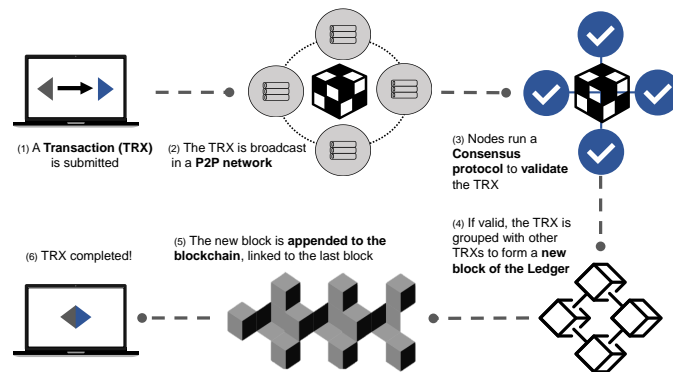 (1) A Transaction (TRX)
is submitted
(2) The TRX is broadcast
in a P2P network
(3) Nodes run a
Consensus
protocol to validate
the TRX
(4) If valid, the TRX is
grouped with other
TRXs to form a new
block of the Ledger
(5) The new block is appended to the
blockchain, linked to the last block
(6) TRX completed!